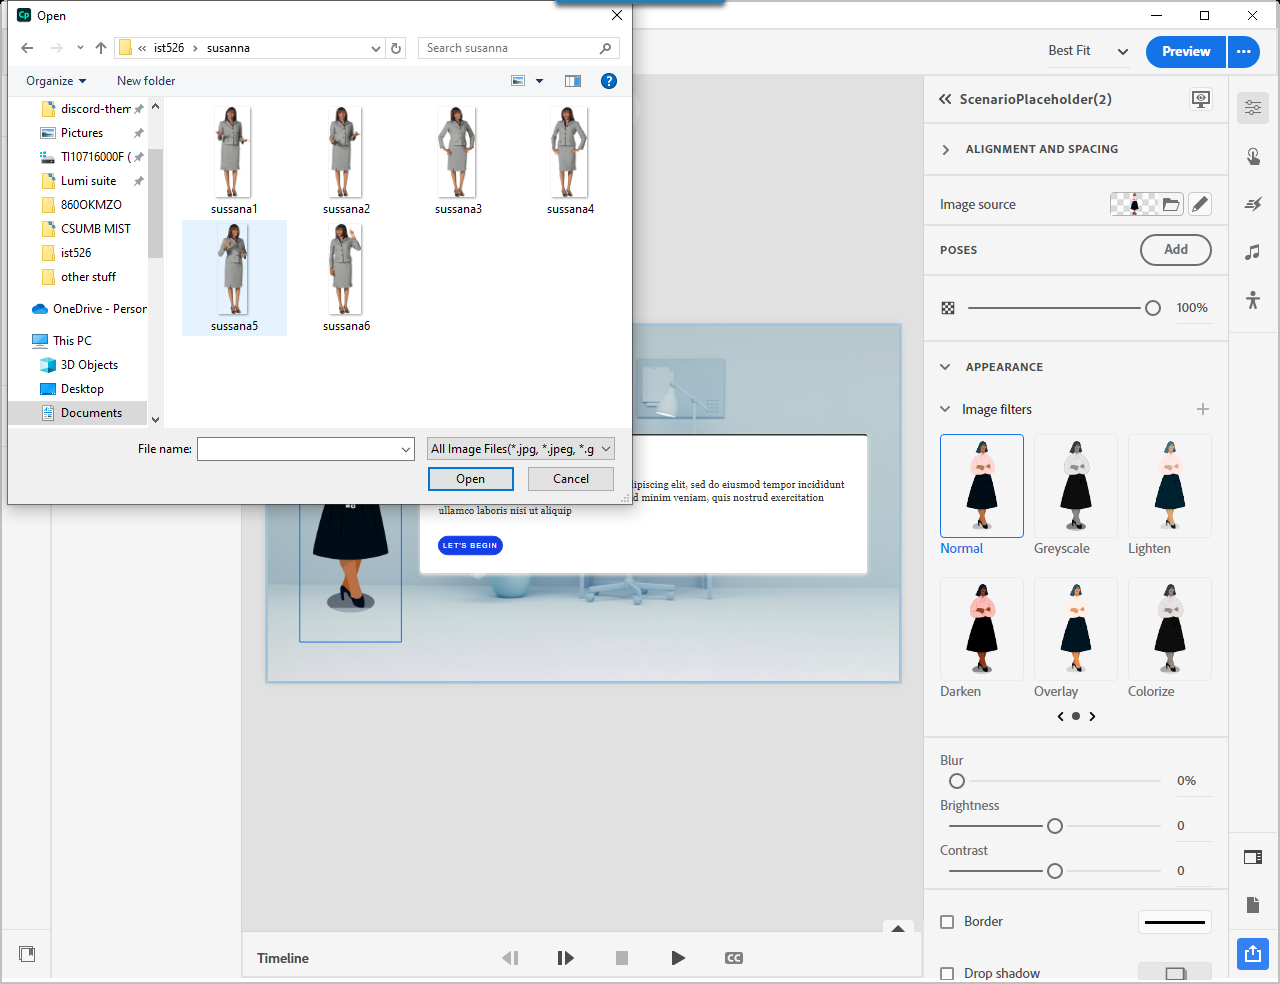 Open
ist526 susanna
Search susanna
Organize New folder
discord-them
Pictures
TI10716000F (
Lumi suite
860OKMZO
CSUMB MIST
ist526
other stuff
OneDrive - Person
This PC
3D Objects
Desktop
Documents
sussana1 sussana2 sussana3 sussana4
sussana5 sussana6
File name:
All Image Files(*.jpg, *.jpeg, *.g
Open Cancel
Best Fit
Preview
ScenarioPlaceholder(2)
ALIGNMENT AND SPACING
Image source
POSES
Add
100%
APPEARANCE
Image filters
Normal Greyscale Lighten
Darken Overlay Colorize
Blur
0%
Brightness
0
Contrast
0
Border
Drop shadow
ipiscing elit, sed do eiusmod tempor incididunt
d minim veniam, quis nostrud exercitation
ullamco laboris nisi ut aliquip
LET'S BEGIN
Timeline
CC